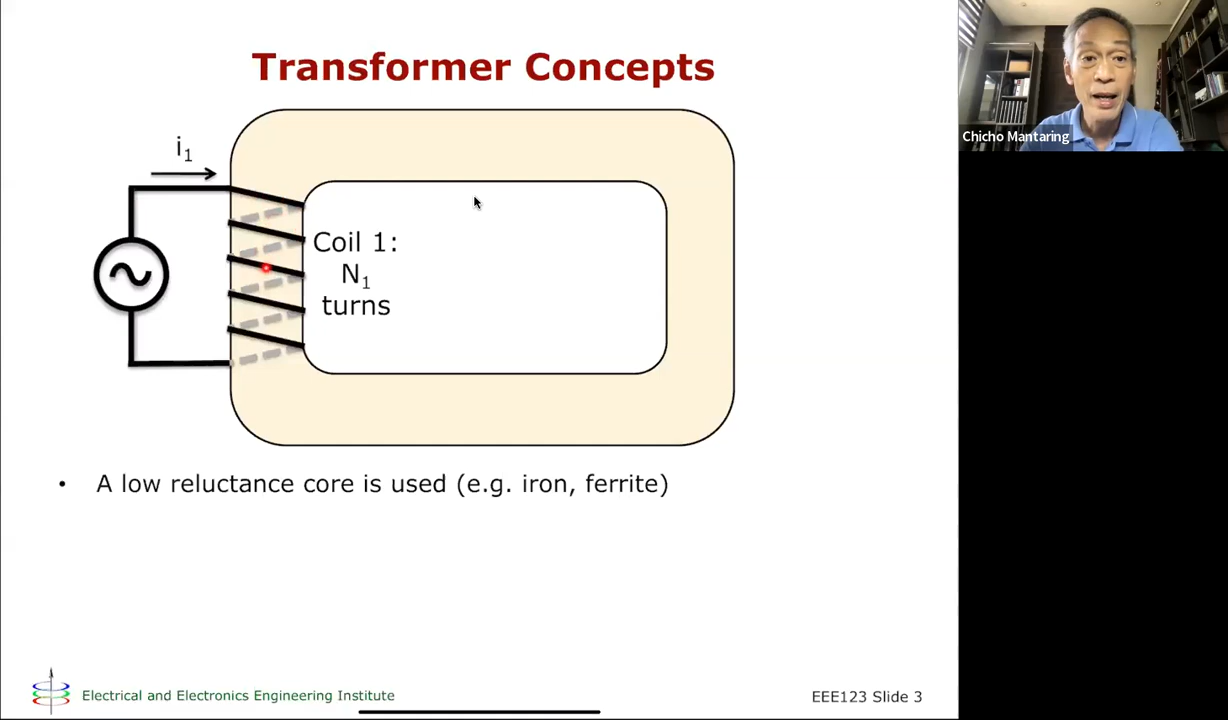 Transformer Concepts
i₁
Coil 1:
N₁
turns
• A low reluctance core is used (e.g. iron, ferrite)
Electrical and Electronics Engineering Institute
EEE123 Slide 3
Chicho Mantaring